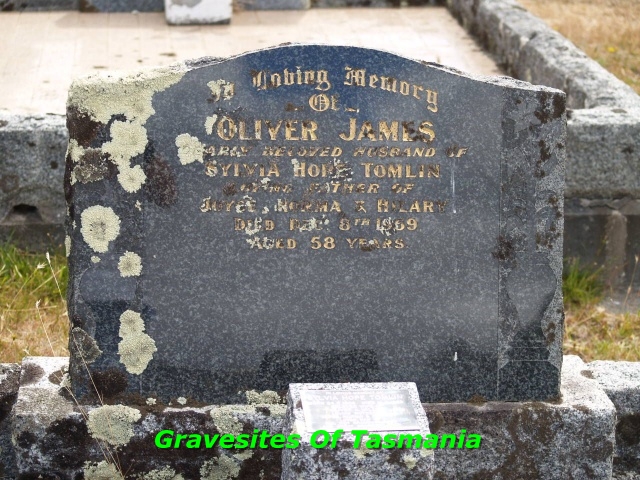 In Loving Memory
Of
OLIVER JAMES
DEARLY BELOVED HUSBAND OF
SYLVIA HOPE TOMLIN
LOVING FATHER OF
JOYCE, NORMA & HILARY
DIED 8TH 1969
AGED 58 YEARS
Gravesites Of Tasmania